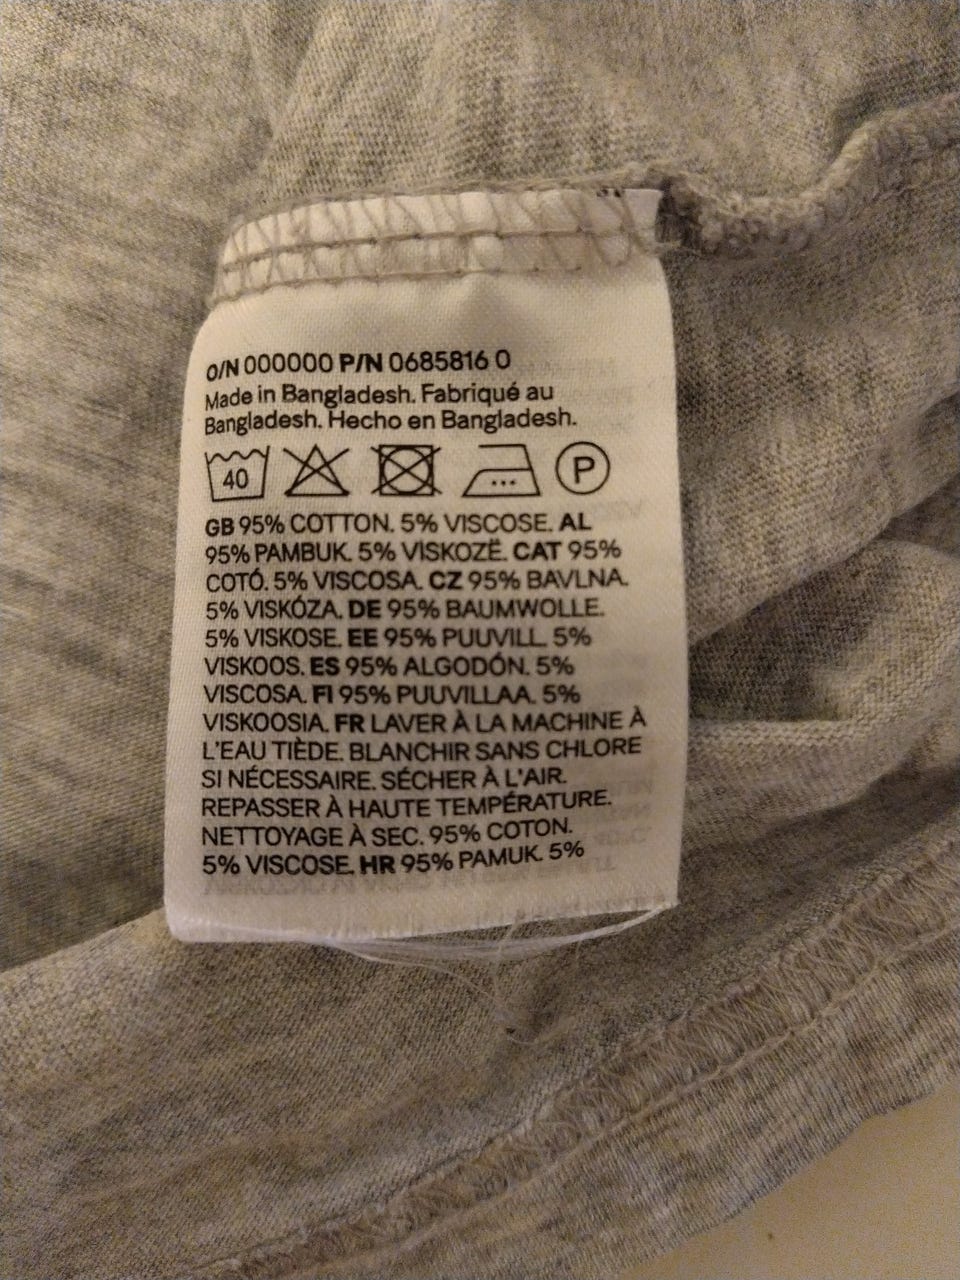 O/N 000000 P/N 0685816 0
Made in Bangladesh. Fabriqué au
Bangladesh. Hecho en Bangladesh.
40 P
GB 95% COTTON. 5% VISCOSE. AL
95% PAMBUK. 5% VISKOZË. CAT 95%
COTÓ. 5% VISCOSA. CZ 95% BAVLNA.
5% VISKÓZA. DE 95% BAUMWOLLE.
5% VISKOSE. EE 95% PUUVILL. 5%
VISKOOS. ES 95% ALGODÓN. 5%
VISCOSA. FI 95% PUUVILLAA. 5%
VISKOOSIA. FR LAVER À LA MACHINE À
L'EAU TIÈDE. BLANCHIR SANS CHLORE
SI NÉCESSAIRE. SÉCHER À L'AIR.
REPASSER À HAUTE TEMPÉRATURE.
NETTOYAGE À SEC. 95% COTON.
5% VISCOSE. HR 95% PAMUK. 5%